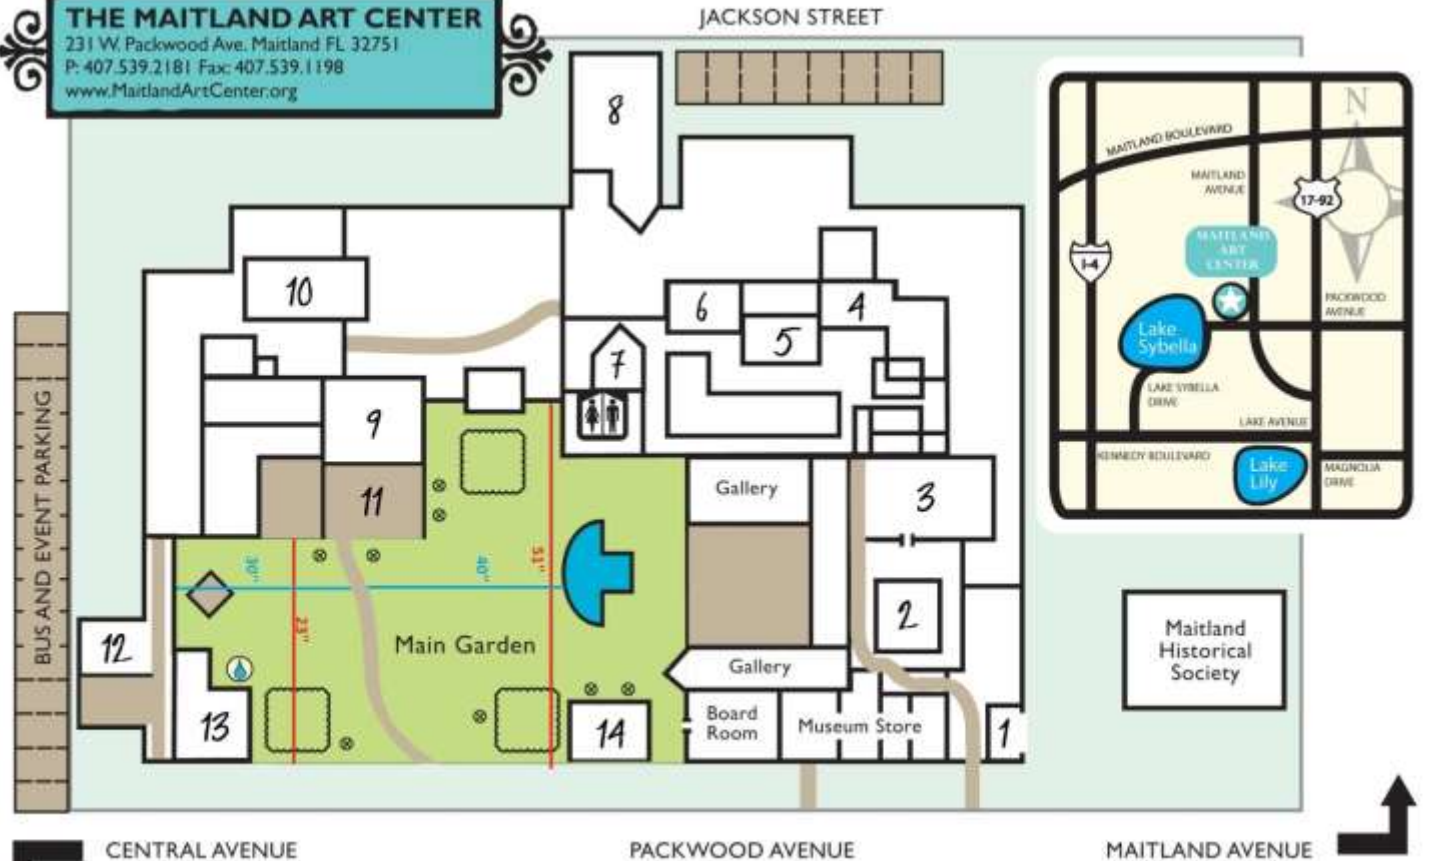 THE MAITLAND ART CENTER
231 W. Packwood Ave. Maitland FL 32751
P: 407.539.2181 Fax: 407.539.1198
www.MaitlandArtCenter.org
JACKSON STREET
8
N
MAITLAND BOULEVARD
MAITLAND
AVENUE
17-92
MAITLAND
ART
CENTER
I-4
PACKWOOD
AVENUE
Lake
Sybella
LAKE SYBELLA
DRIVE
LAKE AVENUE
KENNEDY BOULEVARD
Lake
Lily
MAGNOLIA
DRIVE
10
6
4
5
7
9
BUS AND EVENT PARKING
11
Gallery
3
30"
40"
51"
23"
2
Main Garden
12
Gallery
Maitland
Historical
Society
13
14
Board
Room
Museum Store
1
CENTRAL AVENUE
PACKWOOD AVENUE
MAITLAND AVENUE